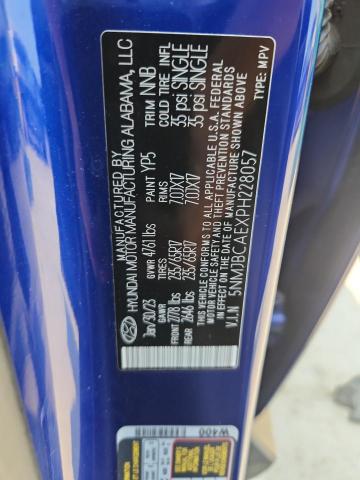 MANUFACTURED BY
HYUNDAI MOTOR MANUFACTURING ALABAMA, LLC
Jan/30/23 GVWR 4761 lbs PAINT YP5 TRIM NNB
GAWR TIRES RIMS COLD TIRE INFL
FRONT 2778 lbs 235/65R17 7.0JX17 35 psi SINGLE
REAR 2646 lbs 235/65R17 7.0JX17 35 psi SINGLE
THIS VEHICLE CONFORMS TO ALL APPLICABLE U.S.A. FEDERAL
MOTOR VEHICLE SAFETY AND THEFT PREVENTION STANDARDS
IN EFFECT ON THE DATE OF MANUFACTURE SHOWN ABOVE
V.I.N 5NMJBCAEXPH228057 TYPE: MPV
HYUNDAI
W400